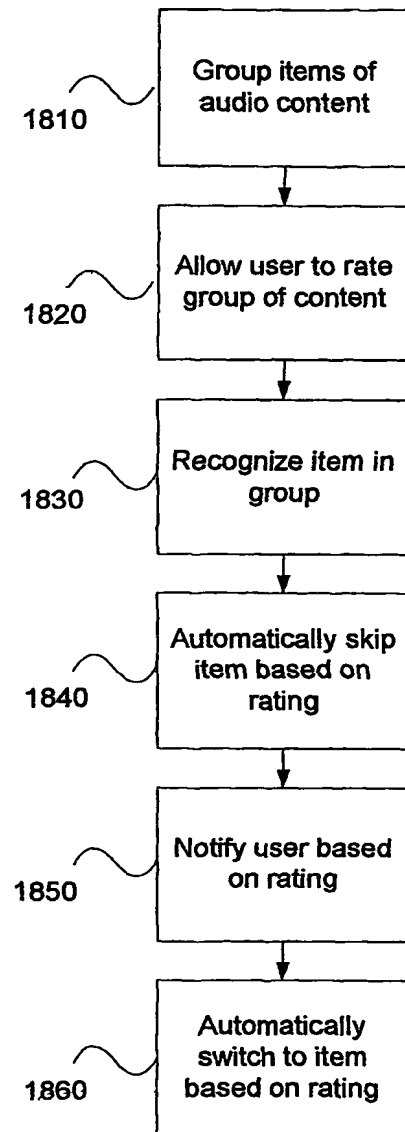 Group items of
audio content
1810
Allow user to rate
group of content
1820
Recognize item in
group
1830
Automatically skip
item based on
rating
1840
Notify user based
on rating
1850
Automatically
switch to item
based on rating
1860